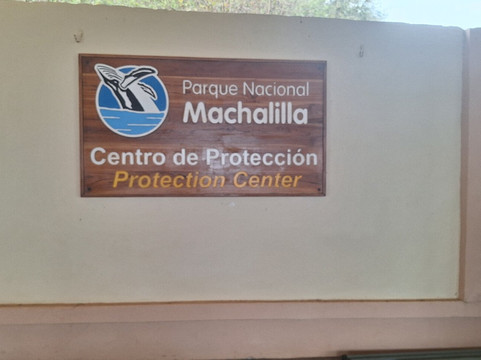 Parque Nacional
Machalilla
Centro de Protección
Protection Center